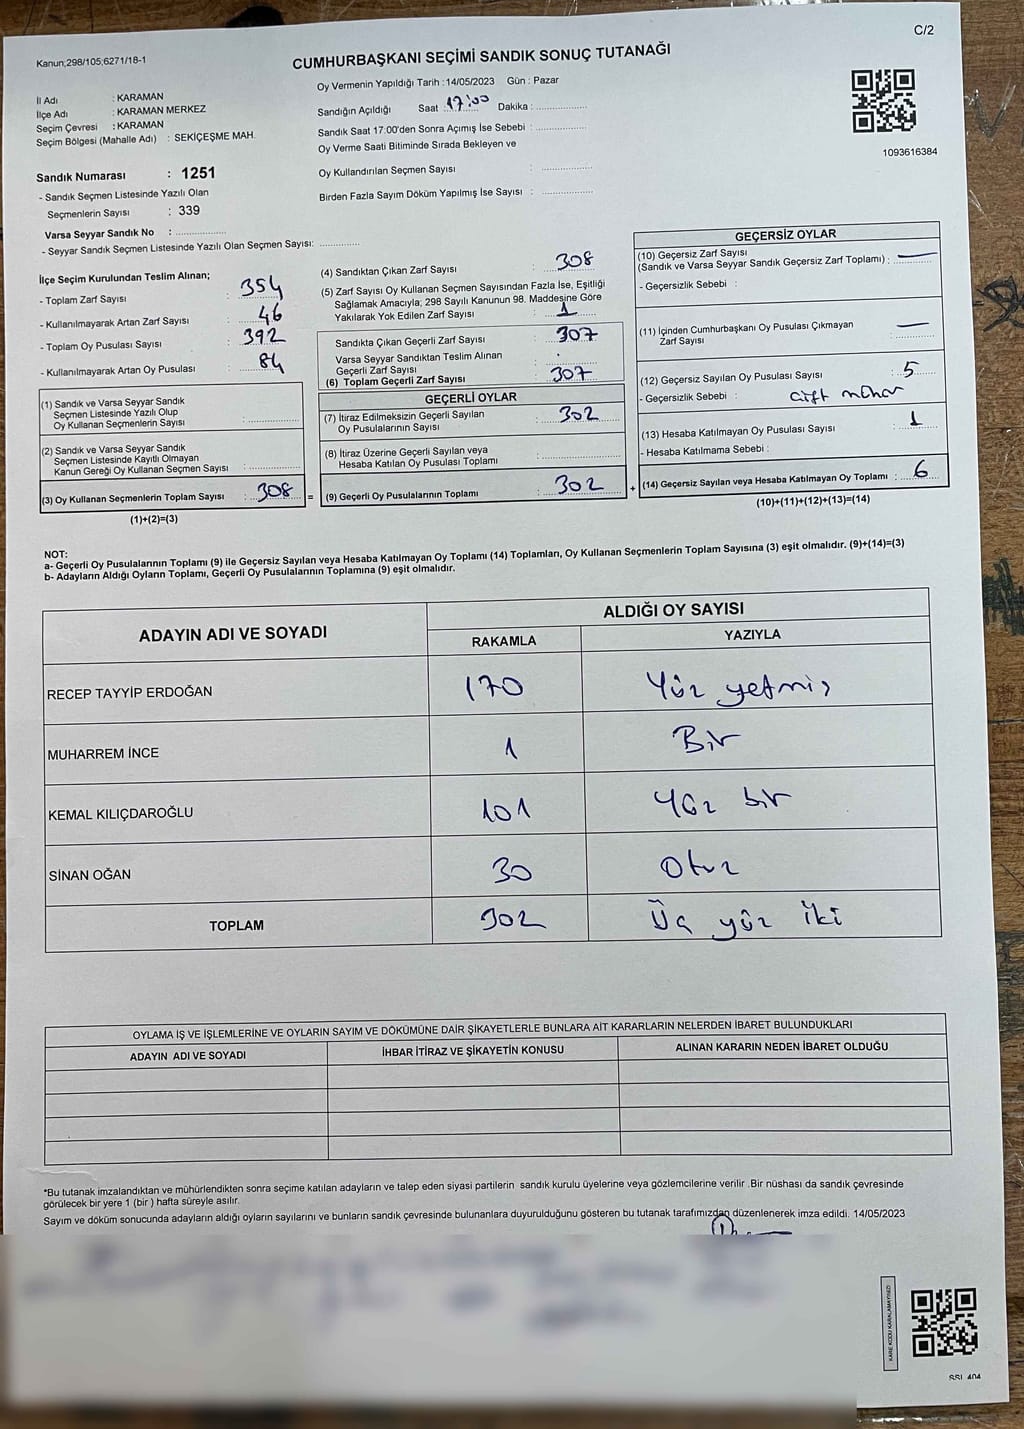 C/2
Kanun;298/105;6271/18-1
CUMHURBAŞKANI SEÇİMİ SANDIK SONUÇ TUTANAĞI
İl Adı : KARAMAN
İlçe Adı : KARAMAN MERKEZ
Seçim Çevresi : KARAMAN
Seçim Bölgesi (Mahalle Adı) : SEKİÇEŞME MAH.
Oy Vermenin Yapıldığı Tarih : 14/05/2023 Gün : Pazar
Sandığın Açıldığı Saat : 17:00 Dakika :
Sandık Saat 17:00'den Sonra Açımış İse Sebebi :
Oy Verme Saati Bitiminde Sırada Bekleyen ve
Oy Kullandırılan Seçmen Sayısı :
Birden Fazla Sayım Döküm Yapılmış İse Sayısı :
1093616384
Sandık Numarası : 1251
- Sandık Seçmen Listesinde Yazılı Olan
Seçmenlerin Sayısı : 339
Varsa Seyyar Sandık No :
- Seyyar Sandık Seçmen Listesinde Yazılı Olan Seçmen Sayısı:
İlçe Seçim Kurulundan Teslim Alınan;
- Toplam Zarf Sayısı : 354
- Kullanılmayarak Artan Zarf Sayısı : 46
- Toplam Oy Pusulası Sayısı : 392
- Kullanılmayarak Artan Oy Pusulası : 84
(1) Sandık ve Varsa Seyyar Sandık
Seçmen Listesinde Yazılı Olup
Oy Kullanan Seçmenlerin Sayısı :
(2) Sandık ve Varsa Seyyar Sandık
Seçmen Listesinde Kayıtlı Olmayan
Kanun Gereği Oy Kullanan Seçmen Sayısı :
(3) Oy Kullanan Seçmenlerin Toplam Sayısı : 308 =
(1)+(2)=(3)
(4) Sandıktan Çıkan Zarf Sayısı : 308
(5) Zarf Sayısı Oy Kullanan Seçmen Sayısından Fazla İse, Eşitliği
Sağlamak Amacıyla; 298 Sayılı Kanunun 98. Maddesine Göre
Yakılarak Yok Edilen Zarf Sayısı : 1
Sandıkta Çıkan Geçerli Zarf Sayısı : 307
Varsa Seyyar Sandıktan Teslim Alınan
Geçerli Zarf Sayısı :
(6) Toplam Geçerli Zarf Sayısı : 307
GEÇERLİ OYLAR
(7) İtiraz Edilmeksizin Geçerli Sayılan
Oy Pusulalarının Sayısı : 302
(8) İtiraz Üzerine Geçerli Sayılan veya
Hesaba Katılan Oy Pusulası Toplamı :
(9) Geçerli Oy Pusulalarının Toplamı : 302 +
GEÇERSİZ OYLAR
(10) Geçersiz Zarf Sayısı
(Sandık ve Varsa Seyyar Sandık Geçersiz Zarf Toplamı) : —
- Geçersizlik Sebebi :
(11) İçinden Cumhurbaşkanı Oy Pusulası Çıkmayan —
Zarf Sayısı
(12) Geçersiz Sayılan Oy Pusulası Sayısı : 5
- Geçersizlik Sebebi : çift mühür
(13) Hesaba Katılmayan Oy Pusulası Sayısı : 1
- Hesaba Katılmama Sebebi :
(14) Geçersiz Sayılan veya Hesaba Katılmayan Oy Toplamı : 6
(10)+(11)+(12)+(13)=(14)
NOT:
a- Geçerli Oy Pusulalarının Toplamı (9) ile Geçersiz Sayılan veya Hesaba Katılmayan Oy Toplamı (14) Toplamları, Oy Kullanan Seçmenlerin Toplam Sayısına (3) eşit olmalıdır. (9)+(14)=(3)
b- Adayların Aldığı Oyların Toplamı, Geçerli Oy Pusulalarının Toplamına (9) eşit olmalıdır.
ADAYIN ADI VE SOYADI
ALDIĞI OY SAYISI
RAKAMLA YAZIYLA
RECEP TAYYİP ERDOĞAN 170 Yüz yetmiş
MUHARREM İNCE 1 Bir
KEMAL KILIÇDAROĞLU 101 Yüz bir
SİNAN OĞAN 30 Otuz
TOPLAM 302 Üç yüz iki
OYLAMA İŞ VE İŞLEMLERİNE VE OYLARIN SAYIM VE DÖKÜMÜNE DAİR ŞİKAYETLERLE BUNLARA AİT KARARLARIN NELERDEN İBARET BULUNDUKLARI
ADAYIN ADI VE SOYADI İHBAR İTİRAZ VE ŞİKAYETİN KONUSU ALINAN KARARIN NEDEN İBARET OLDUĞU
*Bu tutanak imzalandıktan ve mühürlendikten sonra seçime katılan adayların ve talep eden siyasi partilerin sandık kurulu üyelerine veya gözlemcilerine verilir .Bir nüshası da sandık çevresinde
görülecek bir yere 1 (bir ) hafta süreyle asılır.
Sayım ve döküm sonucunda adayların aldığı oyların sayılarını ve bunların sandık çevresinde bulunanlara duyurulduğunu gösteren bu tutanak tarafımızdan düzenlenerek imza edildi. 14/05/2023
KARE KODU KARALAMAYINIZ!